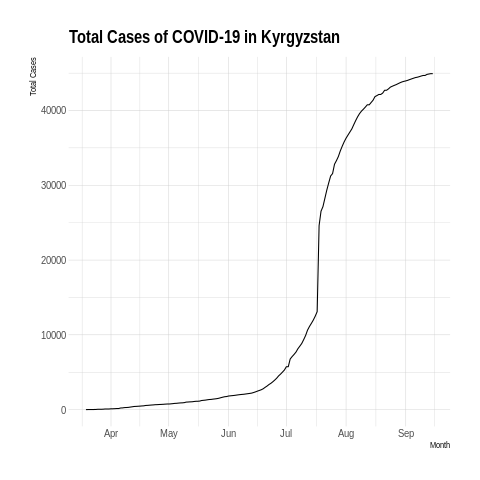 Total Cases of COVID-19 in Kyrgyzstan
Total Cases
40000
30000
20000
10000
0
Apr May Jun Jul Aug Sep
Month